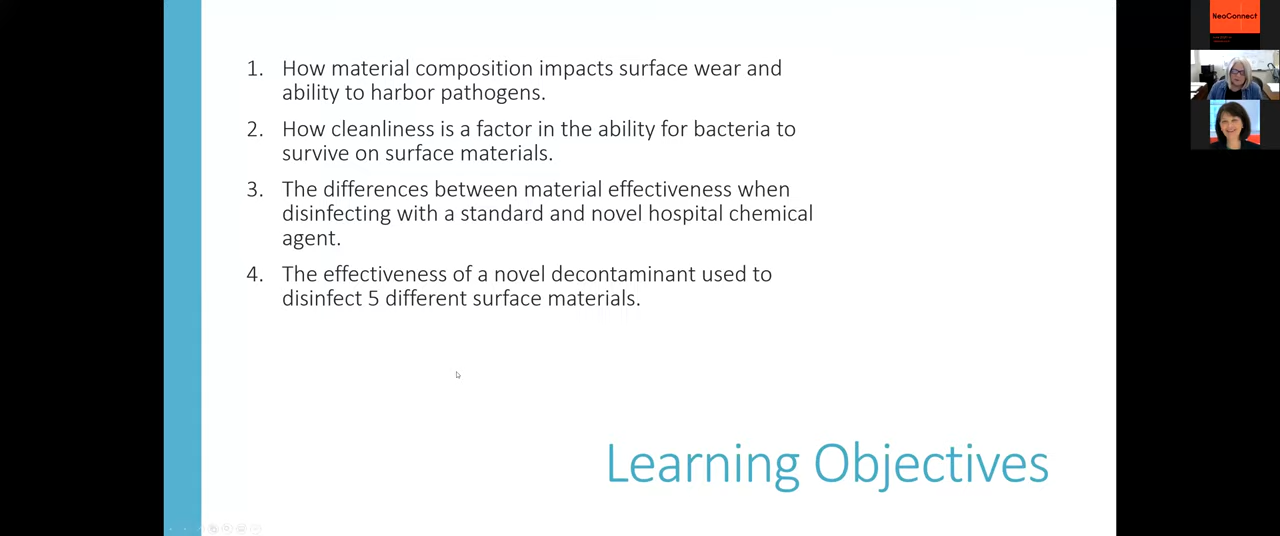 NeoConnect
1. How material composition impacts surface wear and
ability to harbor pathogens.
2. How cleanliness is a factor in the ability for bacteria to
survive on surface materials.
3. The differences between material effectiveness when
disinfecting with a standard and novel hospital chemical
agent.
4. The effectiveness of a novel decontaminant used to
disinfect 5 different surface materials.
Learning Objectives